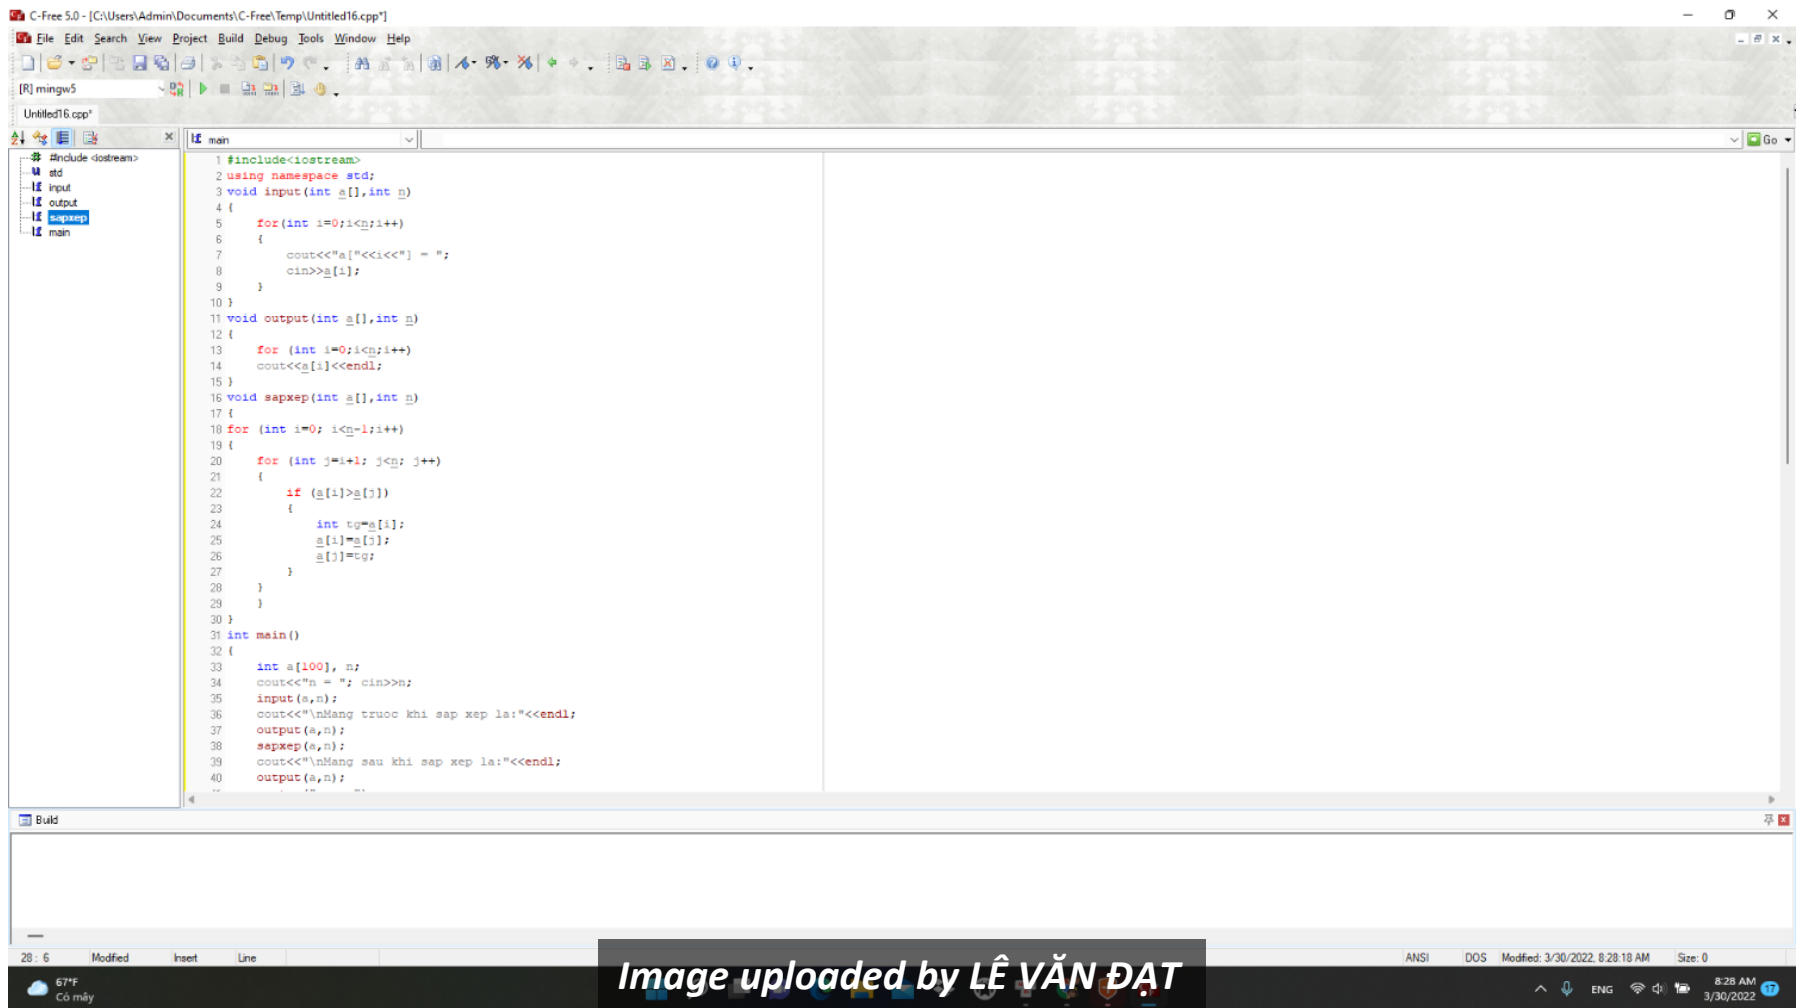 C-Free 5.0 - [C:\Users\Admin\Documents\C-Free\Temp\Untitled16.cpp*]
File Edit Search View Project Build Debug Tools Window Help
[R] mingw5
Untitled16.cpp*
main
Go
#include <iostream>
std
input
output
sapxep
main
1 #include<iostream>
2 using namespace std;
3 void input(int a[],int n)
4 {
5 for(int i=0;i<n;i++)
6 {
7 cout<<"a["<<i<<"] = ";
8 cin>>a[i];
9 }
10 }
11 void output(int a[],int n)
12 {
13 for (int i=0;i<n;i++)
14 cout<<a[i]<<endl;
15 }
16 void sapxep(int a[],int n)
17 {
18 for (int i=0; i<n-1;i++)
19 {
20 for (int j=i+1; j<n; j++)
21 {
22 if (a[i]>a[j])
23 {
24 int tg=a[i];
25 a[i]=a[j];
26 a[j]=tg;
27 }
28 }
29 }
30 }
31 int main()
32 {
33 int a[100], n;
34 cout<<"n = "; cin>>n;
35 input(a,n);
36 cout<<"\nMang truoc khi sap xep la:"<<endl;
37 output(a,n);
38 sapxep(a,n);
39 cout<<"\nMang sau khi sap xep la:"<<endl;
40 output(a,n);
Build
28 : 6 Modified Insert Line ANSI DOS Modified: 3/30/2022, 8:28:18 AM Size: 0
Image uploaded by LÊ VĂN ĐẠT
67°F
Có mây
ENG
8:28 AM
3/30/2022
17